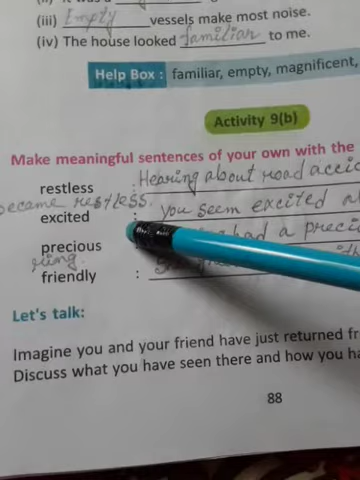 (iii) Empty vessels make most noise.
(iv) The house looked familiar to me.
Help Box : familiar, empty, magnificent,
Activity 9(b)
Make meaningful sentences of your own with the
restless : Hearing about road acci
became restless.
excited : you seem excited a
precious had a preci
ring.
friendly :
Let's talk:
Imagine you and your friend have just returned fr
Discuss what you have seen there and how you ha
88